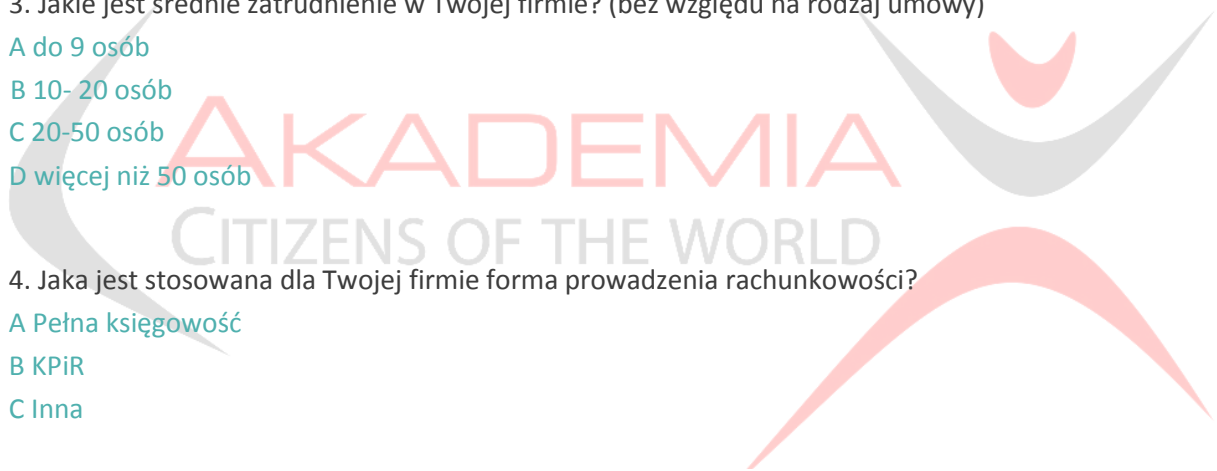 3. Jakie jest średnie zatrudnienie w Twojej firmie? (bez względu na rodzaj umowy)
A do 9 osób
B 10- 20 osób
C 20-50 osób
D więcej niż 50 osób
AKADEMIA
CITIZENS OF THE WORLD
4. Jaka jest stosowana dla Twojej firmie forma prowadzenia rachunkowości?
A Pełna księgowość
B KPiR
C Inna